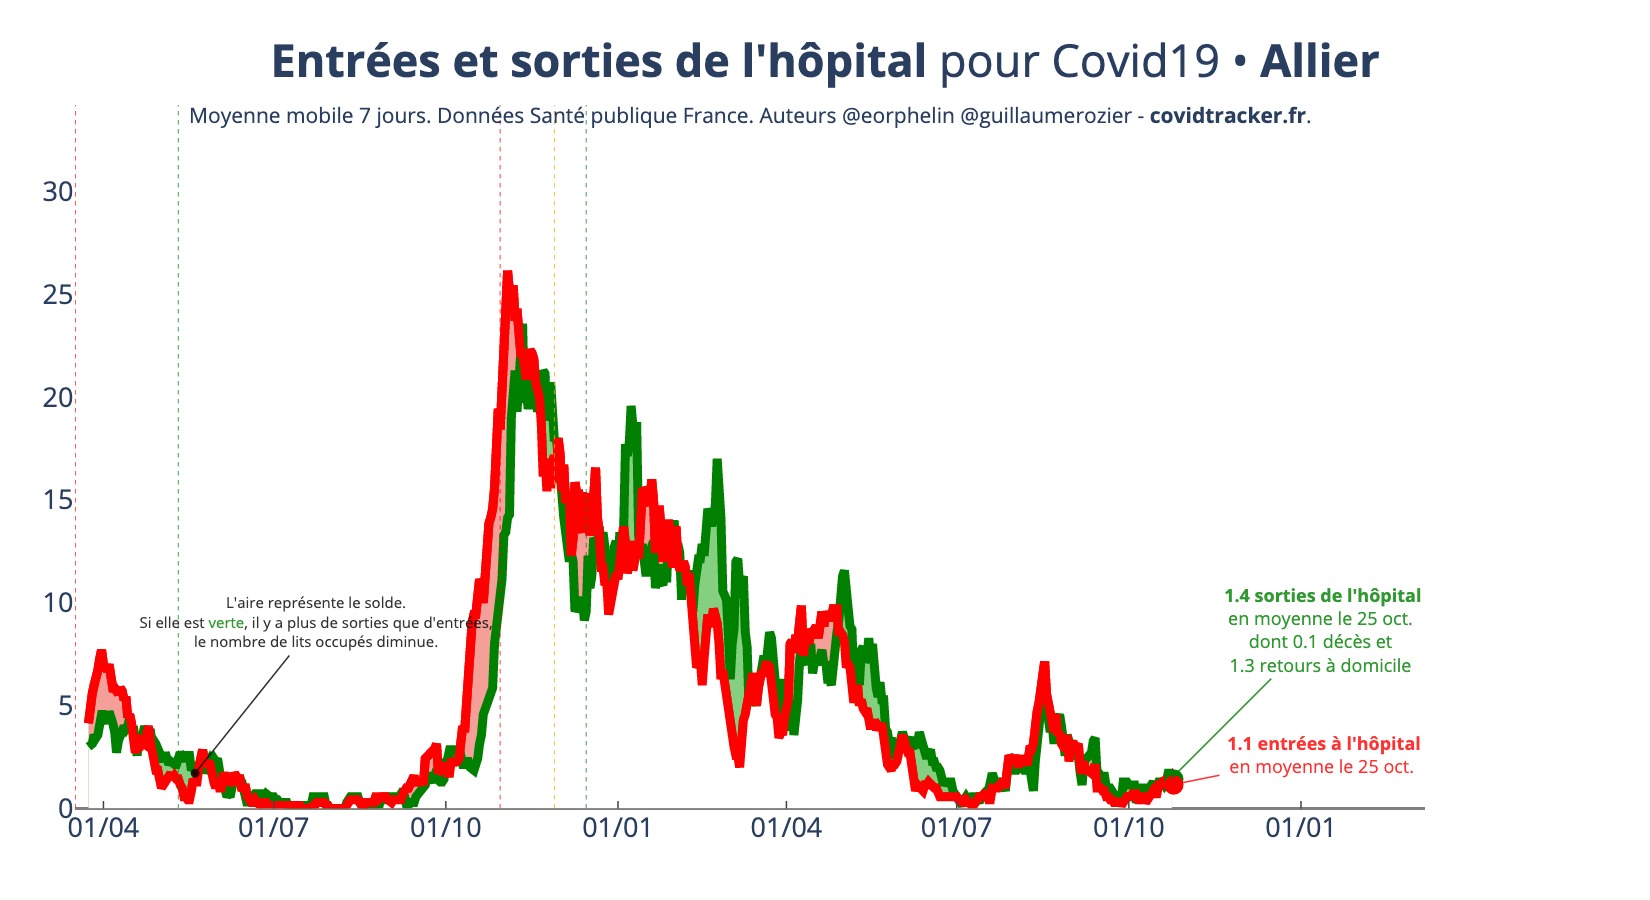 Entrées et sorties de l'hôpital pour Covid19 • Allier
Moyenne mobile 7 jours. Données Santé publique France. Auteurs @eorphelin @guillaumerozier - covidtracker.fr.
30
25
20
15
10
5
0
L'aire représente le solde.
Si elle est verte, il y a plus de sorties que d'entrées,
le nombre de lits occupés diminue.
1.4 sorties de l'hôpital
en moyenne le 25 oct.
dont 0.1 décès et
1.3 retours à domicile
1.1 entrées à l'hôpital
en moyenne le 25 oct.
01/04 01/07 01/10 01/01 01/04 01/07 01/10 01/01